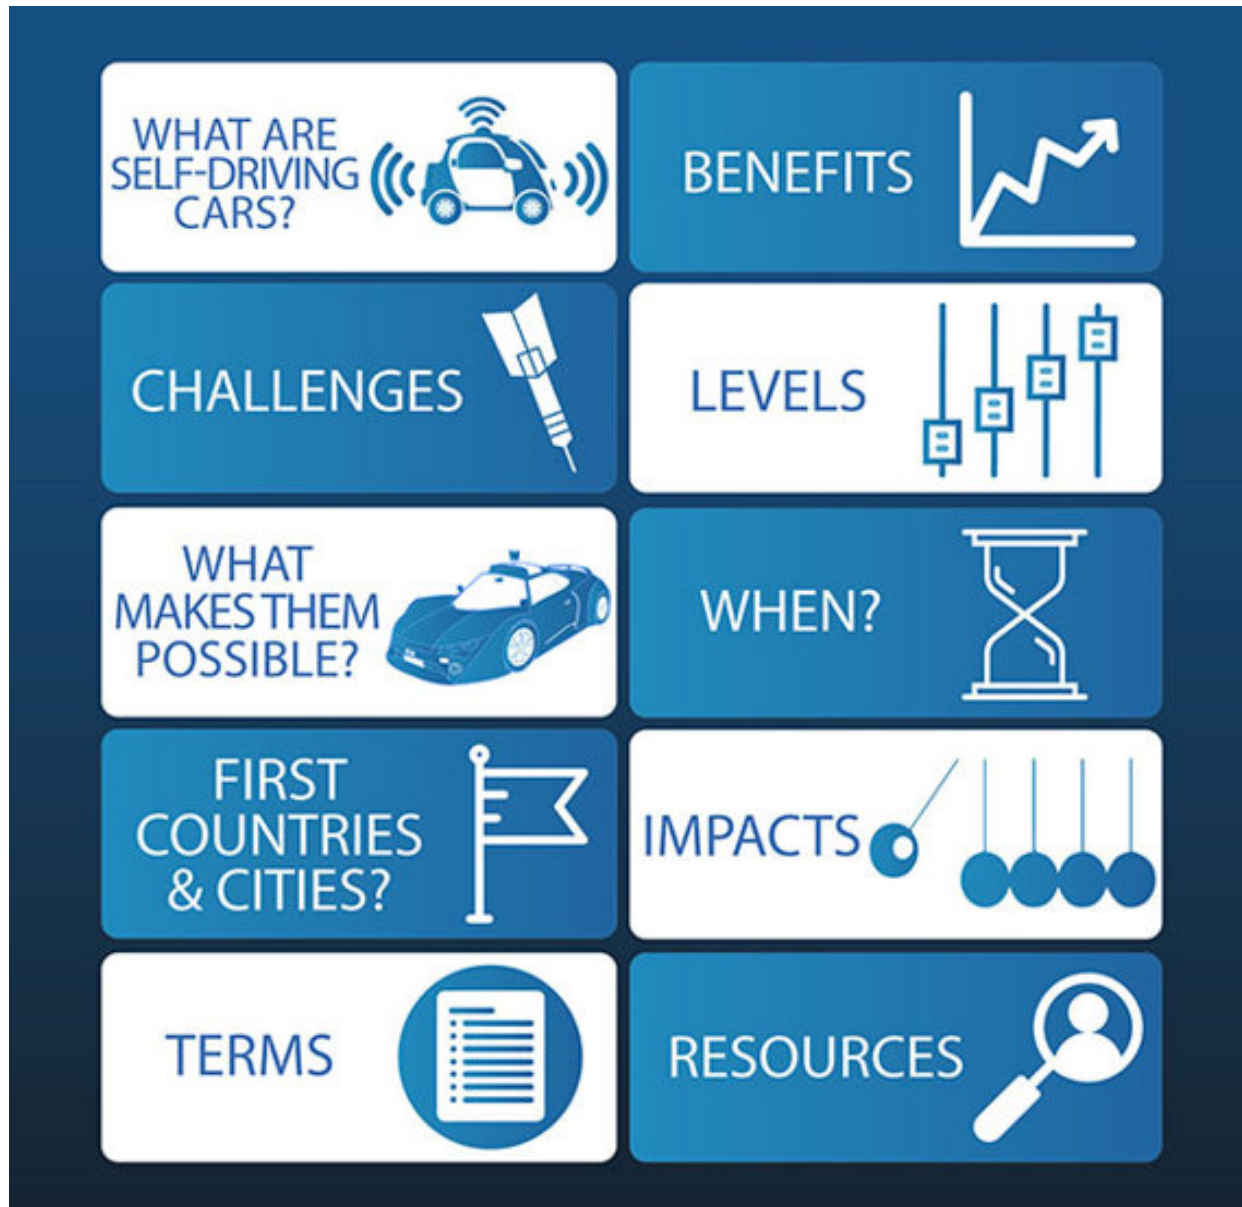 WHAT ARE
SELF-DRIVING
CARS?
BENEFITS
CHALLENGES
LEVELS
WHAT
MAKES THEM
POSSIBLE?
WHEN?
FIRST
COUNTRIES
& CITIES?
IMPACTS
TERMS
RESOURCES